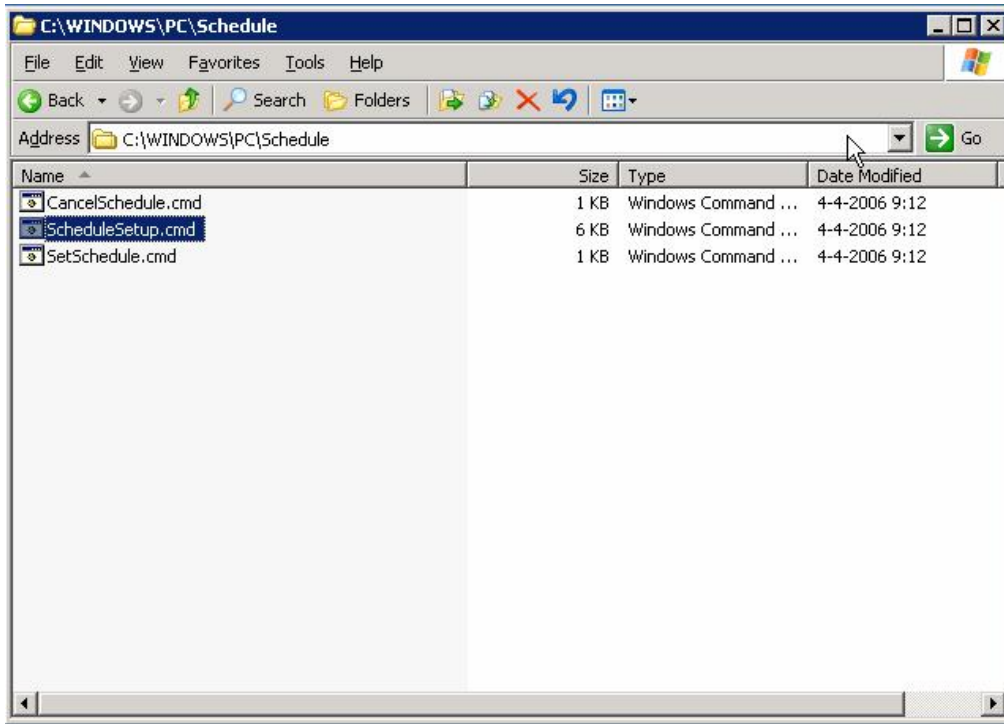 C:\WINDOWS\PC\Schedule
File Edit View Favorites Tools Help
Back Search Folders
Address C:\WINDOWS\PC\Schedule Go
Name Size Type Date Modified
CancelSchedule.cmd 1 KB Windows Command ... 4-4-2006 9:12
ScheduleSetup.cmd 6 KB Windows Command ... 4-4-2006 9:12
SetSchedule.cmd 1 KB Windows Command ... 4-4-2006 9:12